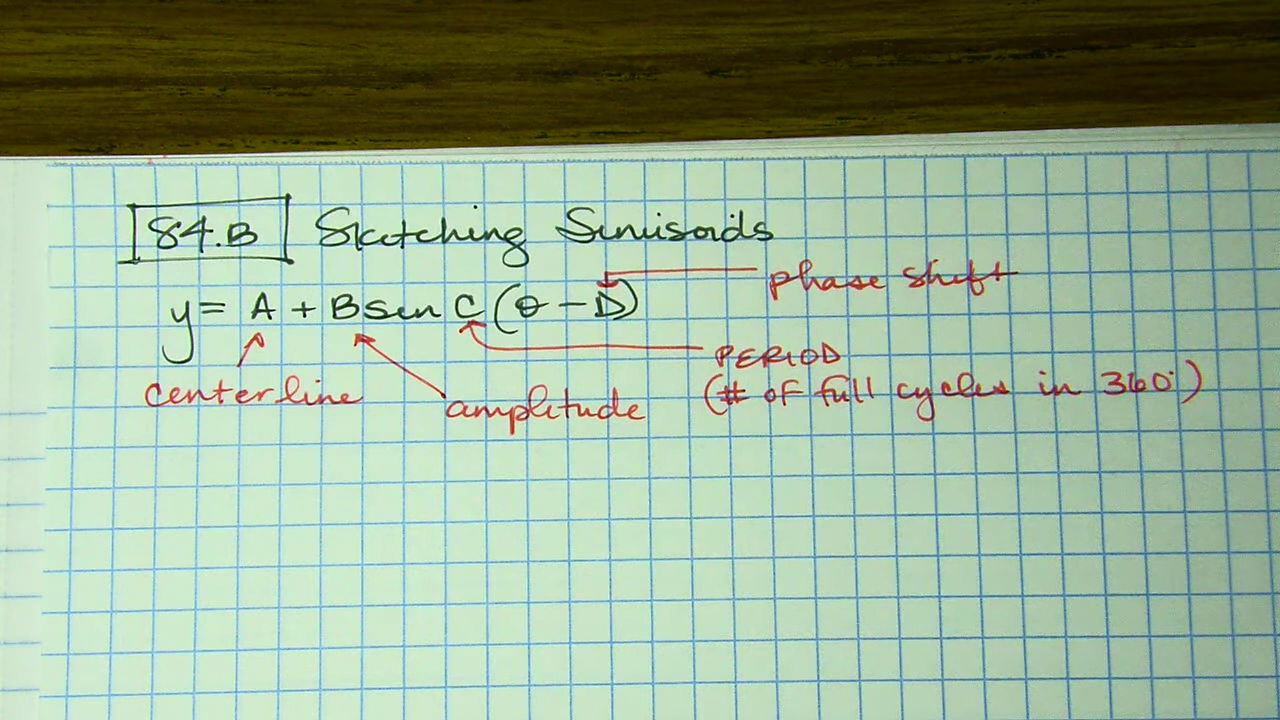 84.B Sketching Sinusoids
phase shift
y = A + B sin C (θ − D)
PERIOD
centerline amplitude (# of full cycles in 360°)